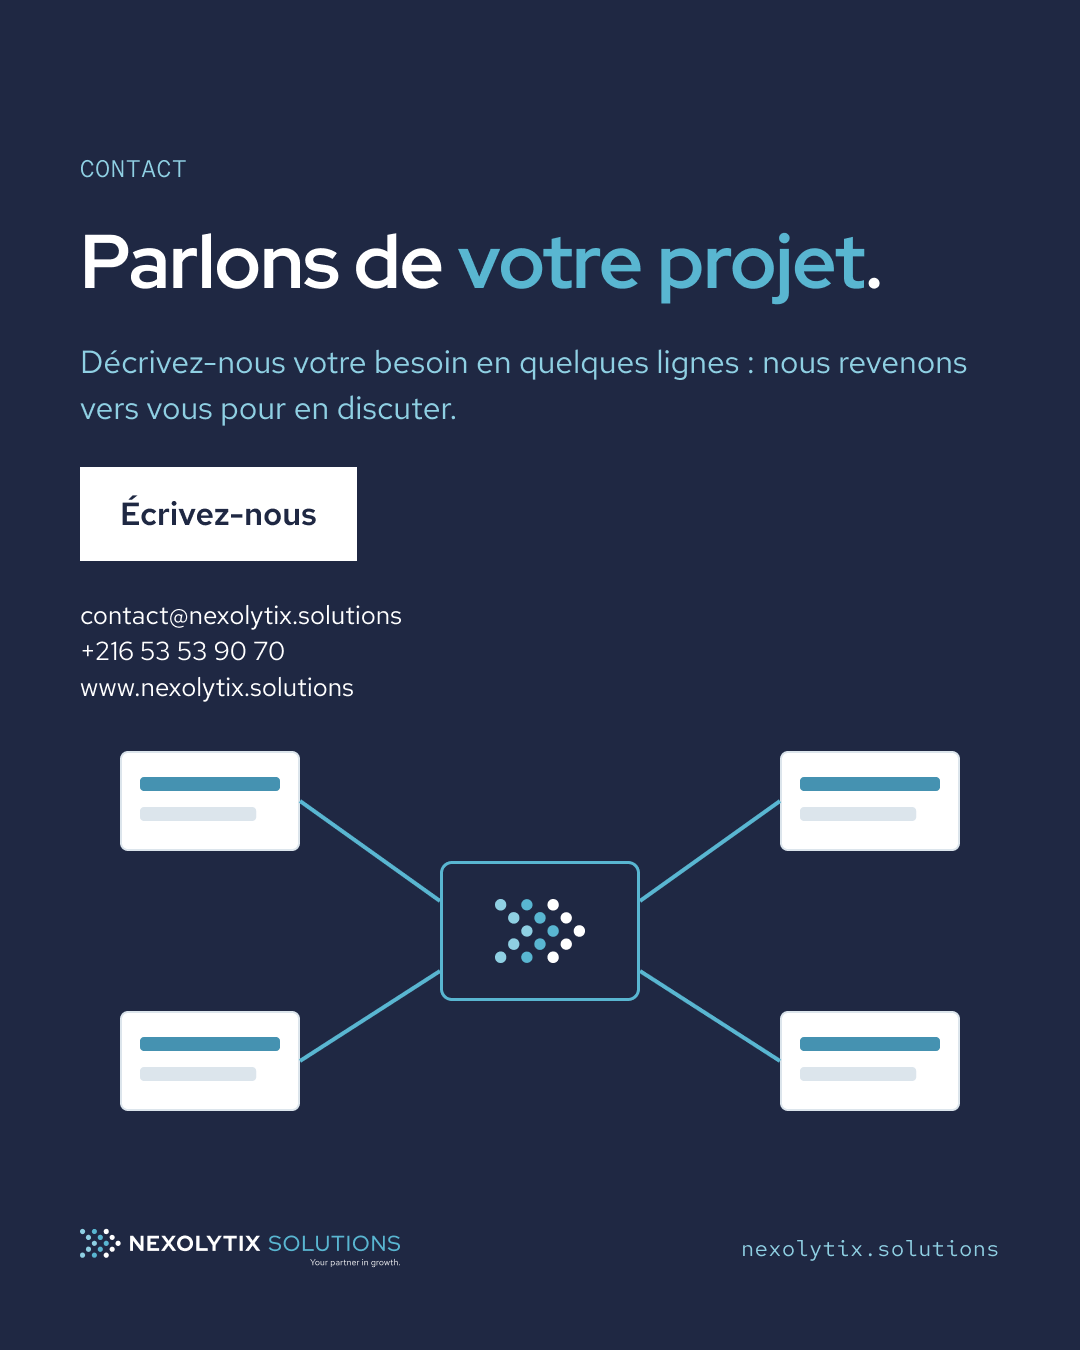 CONTACT
Parlons de votre projet.
Décrivez-nous votre besoin en quelques lignes : nous revenons
vers vous pour en discuter.
Écrivez-nous
contact@nexolytix.solutions
+216 53 53 90 70
www.nexolytix.solutions
NEXOLYTIX SOLUTIONS
Your partner in growth.
nexolytix.solutions